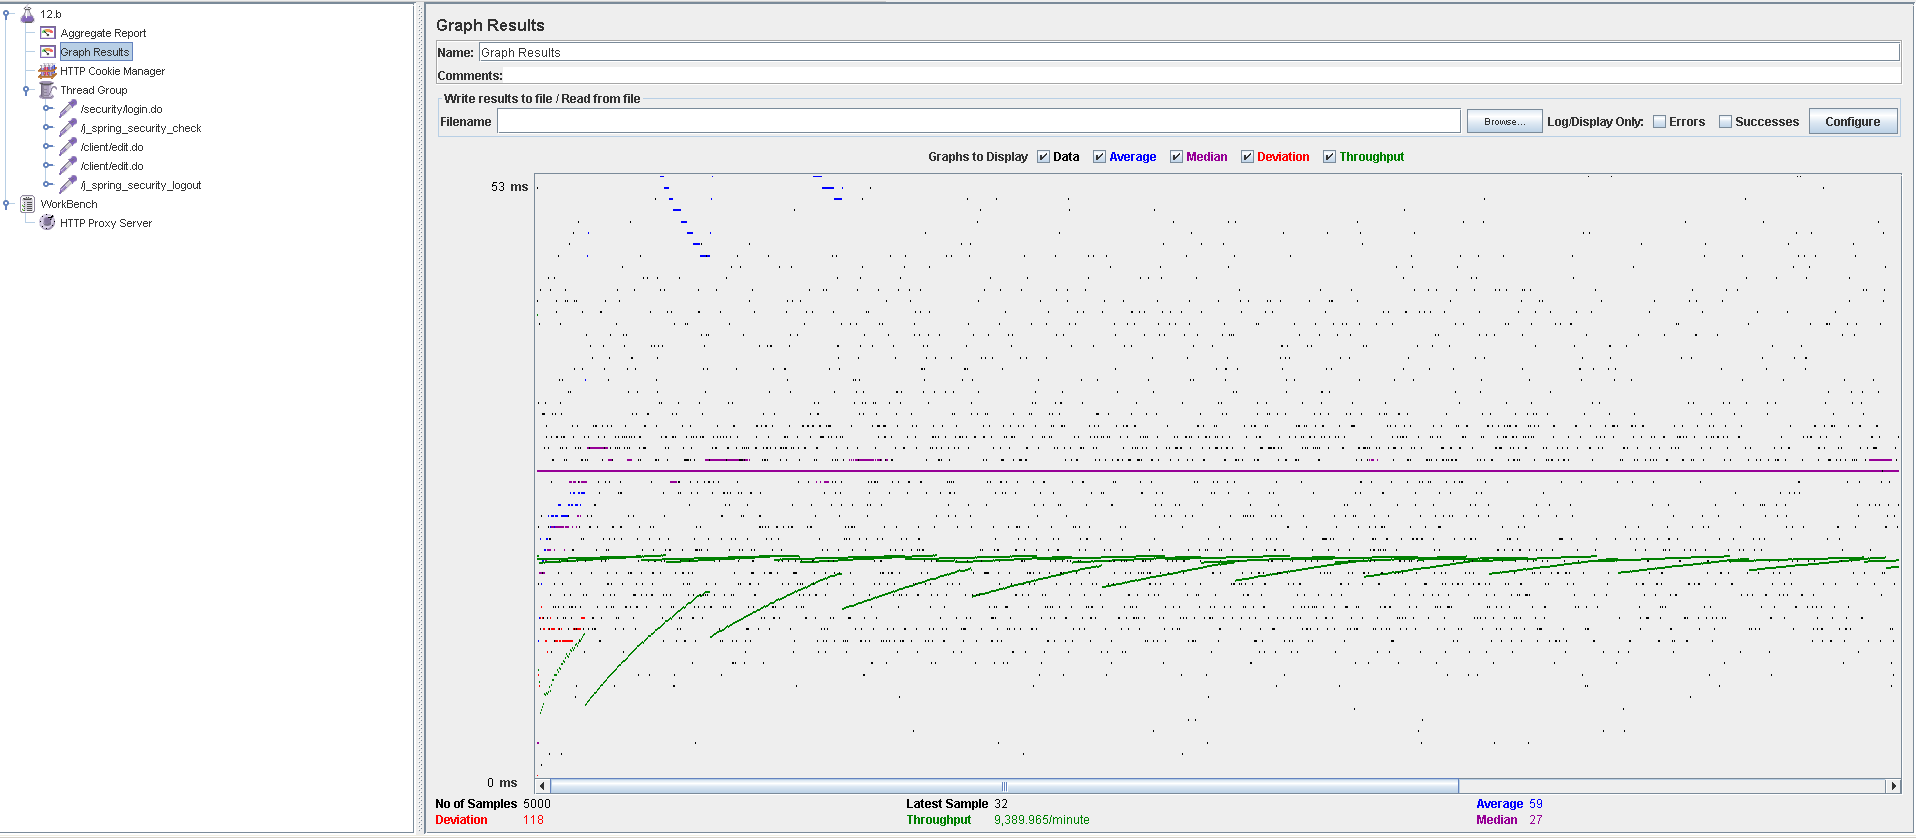 12.b
Aggregate Report
Graph Results
HTTP Cookie Manager
Thread Group
/security/login.do
/j_spring_security_check
/client/edit.do
/client/edit.do
/j_spring_security_logout
WorkBench
HTTP Proxy Server
Graph Results
Name: Graph Results
Comments:
Write results to file / Read from file
Filename Browse... Log/Display Only: Errors Successes Configure
Graphs to Display Data Average Median Deviation Throughput
53 ms
0 ms
No of Samples 5000 Latest Sample 32 Average 59
Deviation 118 Throughput 9,389.965/minute Median 27